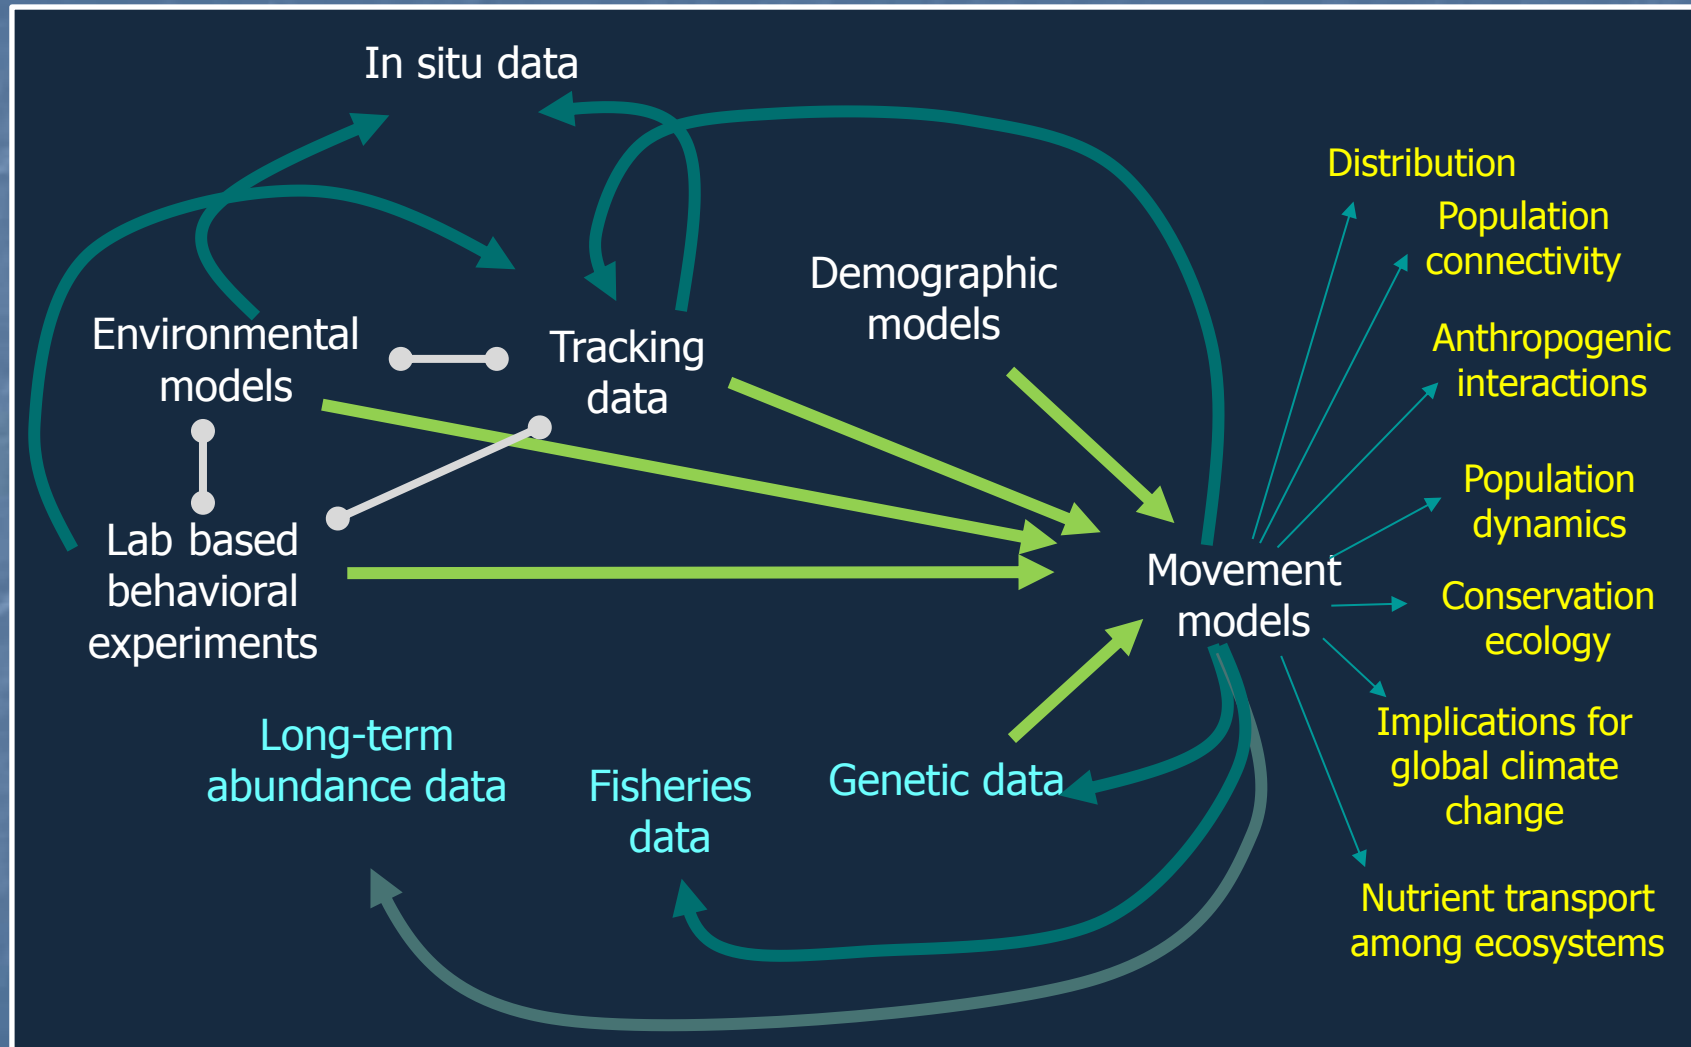 In situ data
Distribution
Population
connectivity
Demographic
models
Environmental
models
Tracking
data
Anthropogenic
interactions
Population
dynamics
Lab based
behavioral
experiments
Movement
models
Conservation
ecology
Long-term
abundance data
Fisheries
data
Genetic data
Implications for
global climate
change
Nutrient transport
among ecosystems